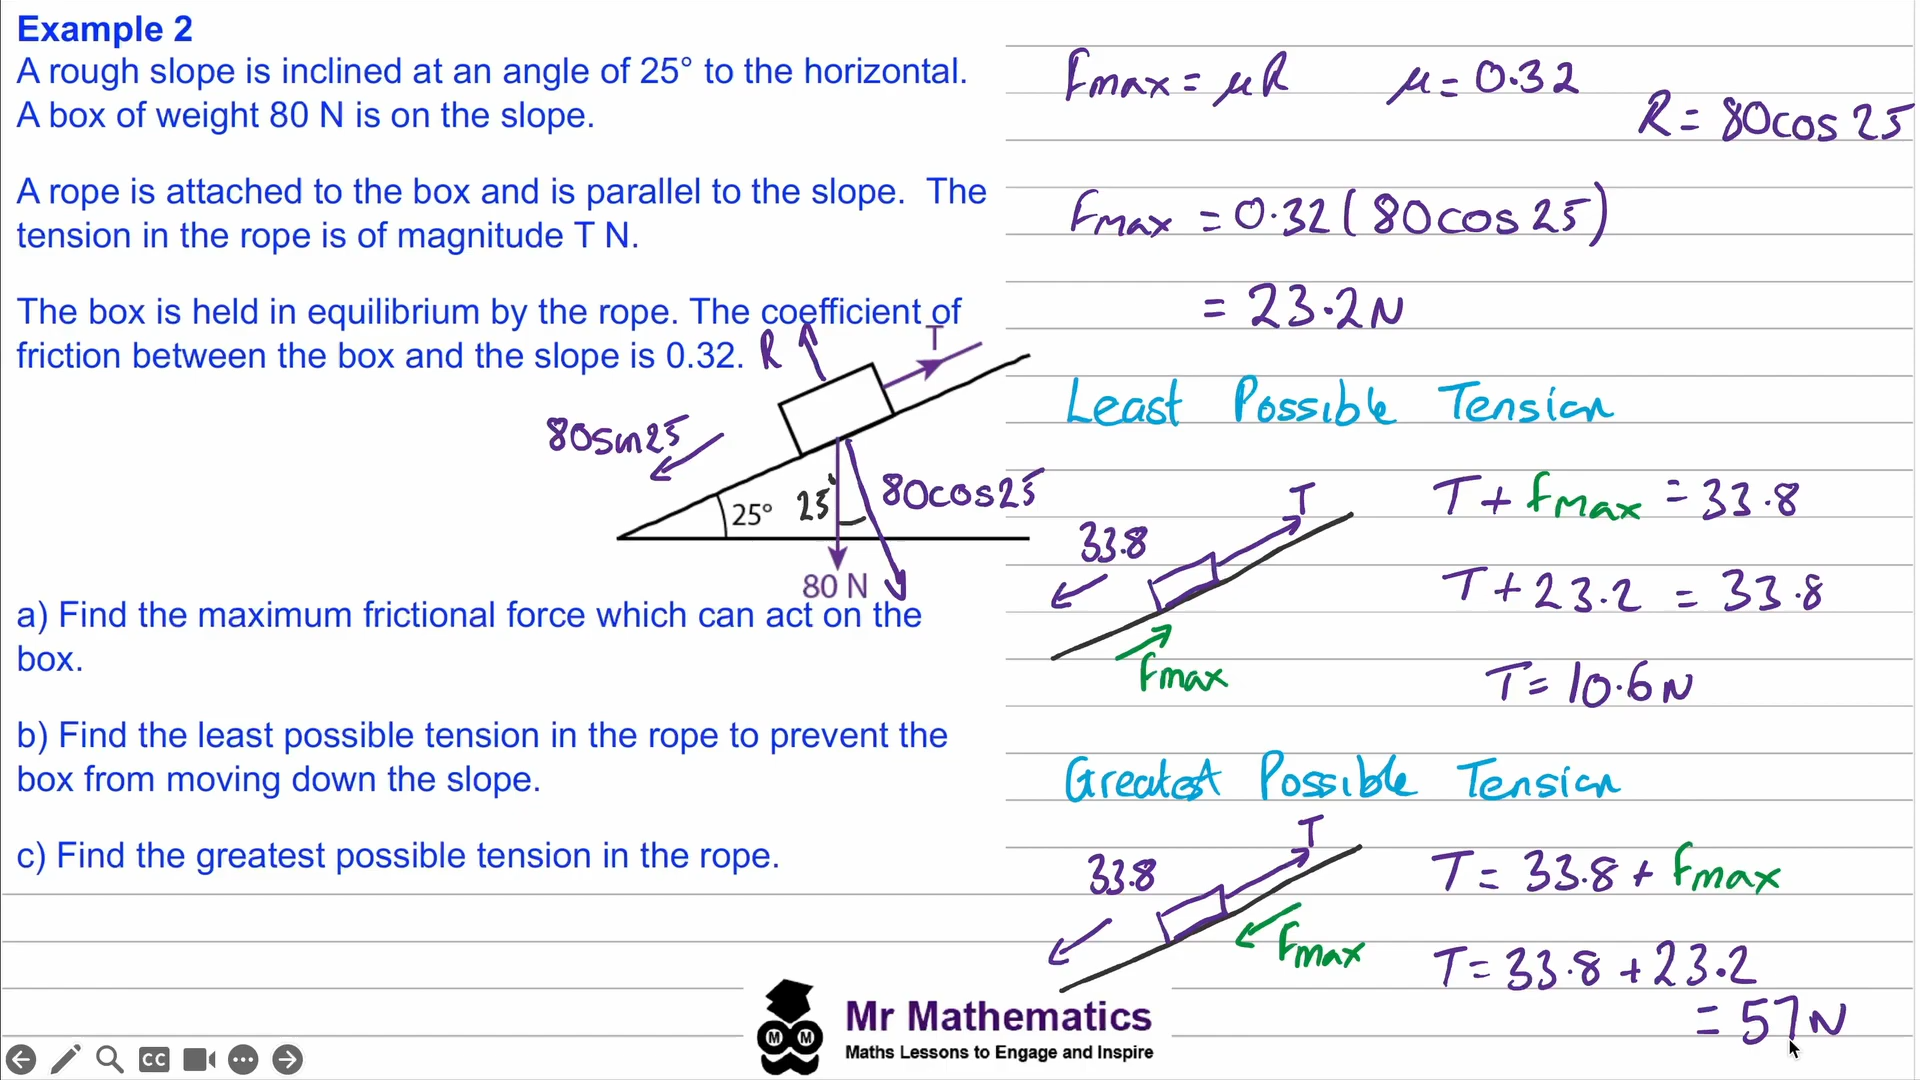 Example 2
A rough slope is inclined at an angle of 25° to the horizontal.
A box of weight 80 N is on the slope.
A rope is attached to the box and is parallel to the slope. The
tension in the rope is of magnitude T N.
The box is held in equilibrium by the rope. The coefficient of
friction between the box and the slope is 0.32.
R
T
80sin25
25°
25°
80cos25
80 N
a) Find the maximum frictional force which can act on the
box.
b) Find the least possible tension in the rope to prevent the
box from moving down the slope.
c) Find the greatest possible tension in the rope.
Fmax = μR μ = 0.32
R = 80cos25
Fmax = 0.32(80cos25)
= 23.2N
Least Possible Tension
T
33.8
Fmax
T + Fmax = 33.8
T + 23.2 = 33.8
T = 10.6N
Greatest Possible Tension
T
33.8
Fmax
T = 33.8 + Fmax
T = 33.8 + 23.2
= 57N
M M
Mr Mathematics
Maths Lessons to Engage and Inspire
CC